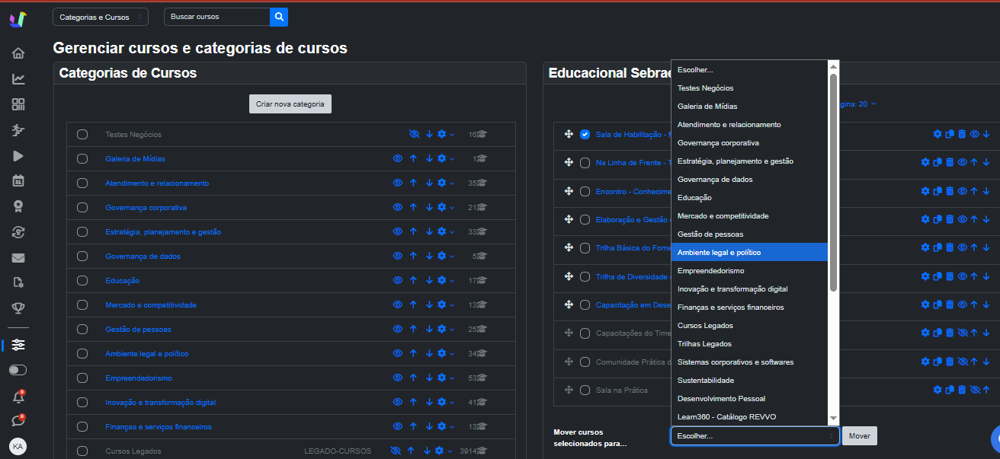 Categorias e Cursos
Buscar cursos
Gerenciar cursos e categorias de cursos
Categorias de Cursos
Criar nova categoria
Testes Negócios 16
Galeria de Mídias 1
Atendimento e relacionamento 35
Governança corporativa 21
Estratégia, planejamento e gestão 33
Governança de dados 5
Educação 17
Mercado e competitividade 13
Gestão de pessoas 25
Ambiente legal e político 34
Empreendedorismo 53
Inovação e transformação digital 41
Finanças e serviços financeiros 13
Cursos Legados LEGADO-CURSOS 3914
Educacional Sebrae
gina: 20
Sala de Habilitação -
Na Linha de Frente -
Encontro - Conhecime
Elaboração e Gestão
Trilha Básica do Forne
Trilha de Diversidade
Capacitação em Dese
Capacitações do Time
Comunidade Prática d
Sala na Prática
Escolher...
Testes Negócios
Galeria de Mídias
Atendimento e relacionamento
Governança corporativa
Estratégia, planejamento e gestão
Governança de dados
Educação
Mercado e competitividade
Gestão de pessoas
Ambiente legal e político
Empreendedorismo
Inovação e transformação digital
Finanças e serviços financeiros
Cursos Legados
Trilhas Legados
Sistemas corporativos e softwares
Sustentabilidade
Desenvolvimento Pessoal
Learn360 - Catálogo REVVO
Mover cursos
selecionados para...
Escolher...
Mover
31
8
8
KA